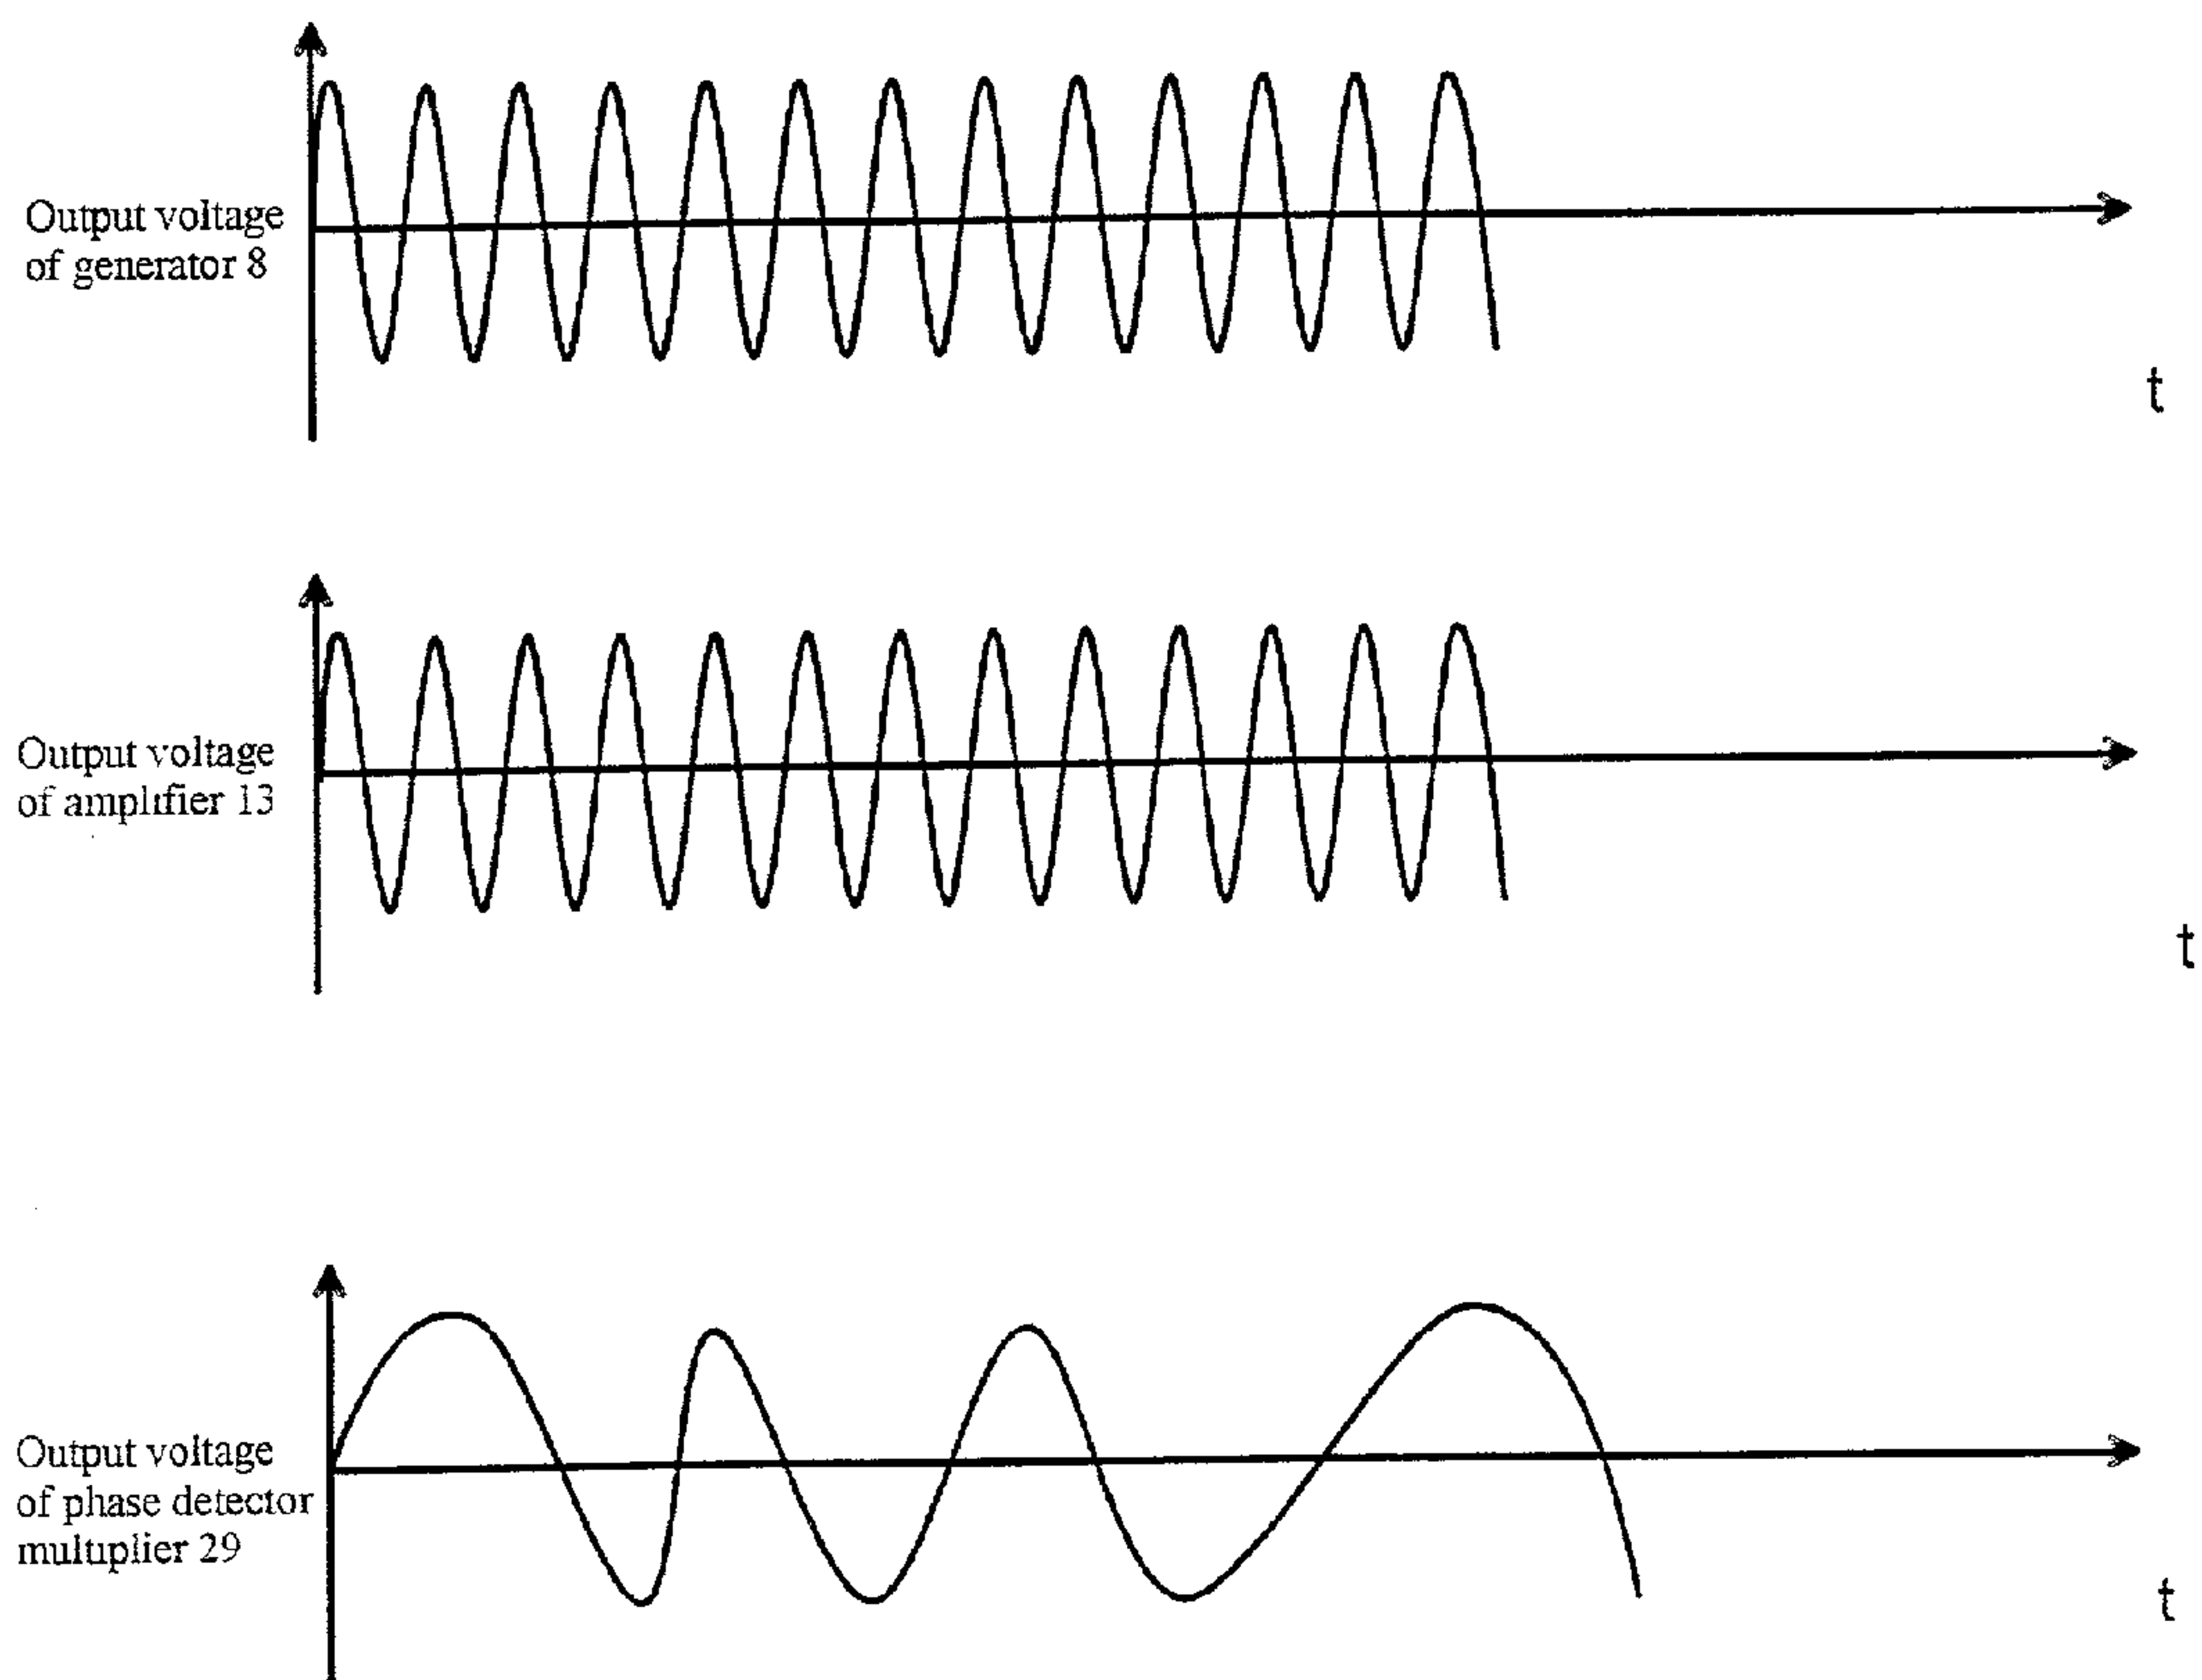 Output voltage
of generator 8
t
Output voltage
of amplifier 13
t
Output voltage
of phase detector
multiplier 29
t